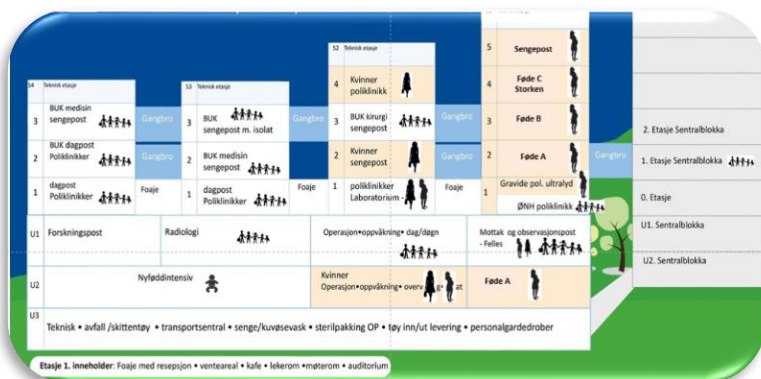 S2 Teknisk etasje
5 Sengepost
S4 Teknisk etasje
S3 Teknisk etasje
4 Kvinner
poliklinikk
4 Føde C
Storken
3 BUK medisin
sengepost
Gangbro
3 BUK
sengepost m. isolat
Gangbro
3 BUK kirurgi
sengepost
Gangbro
3 Føde B
2. Etasje Sentralblokka
2 BUK dagpost
Poliklinikker
Gangbro
2 BUK medisin
sengepost
Gangbro
2 Kvinner
sengepost
Gangbro
2 Føde A
Gangbro
1. Etasje Sentralblokka
1 dagpost
Poliklinikker
Foaje
1 dagpost
Poliklinikker
Foaje
1 poliklinikker
Laboratorium -
Foaje
1 Gravide pol. ultralyd
ØNH poliklinikk
0. Etasje
U1 Forskningspost
Radiologi
Operasjon•oppvåkning • dag/døgn
Mottak og observasjonspost
- Felles
U1. Sentralblokka
U2 Nyføddintensiv
Kvinner
Operasjon•oppvåkning• overv g• at
Føde A
U2. Sentralblokka
U3
Teknisk • avfall /skittentøy • transportsentral • senge/kuvøsevask • sterilpakking OP • tøy inn/ut levering • personalgardedrober
Etasje 1. inneholder: Foaje med resepsjon • venteareal • kafe • lekerom •møterom • auditorium